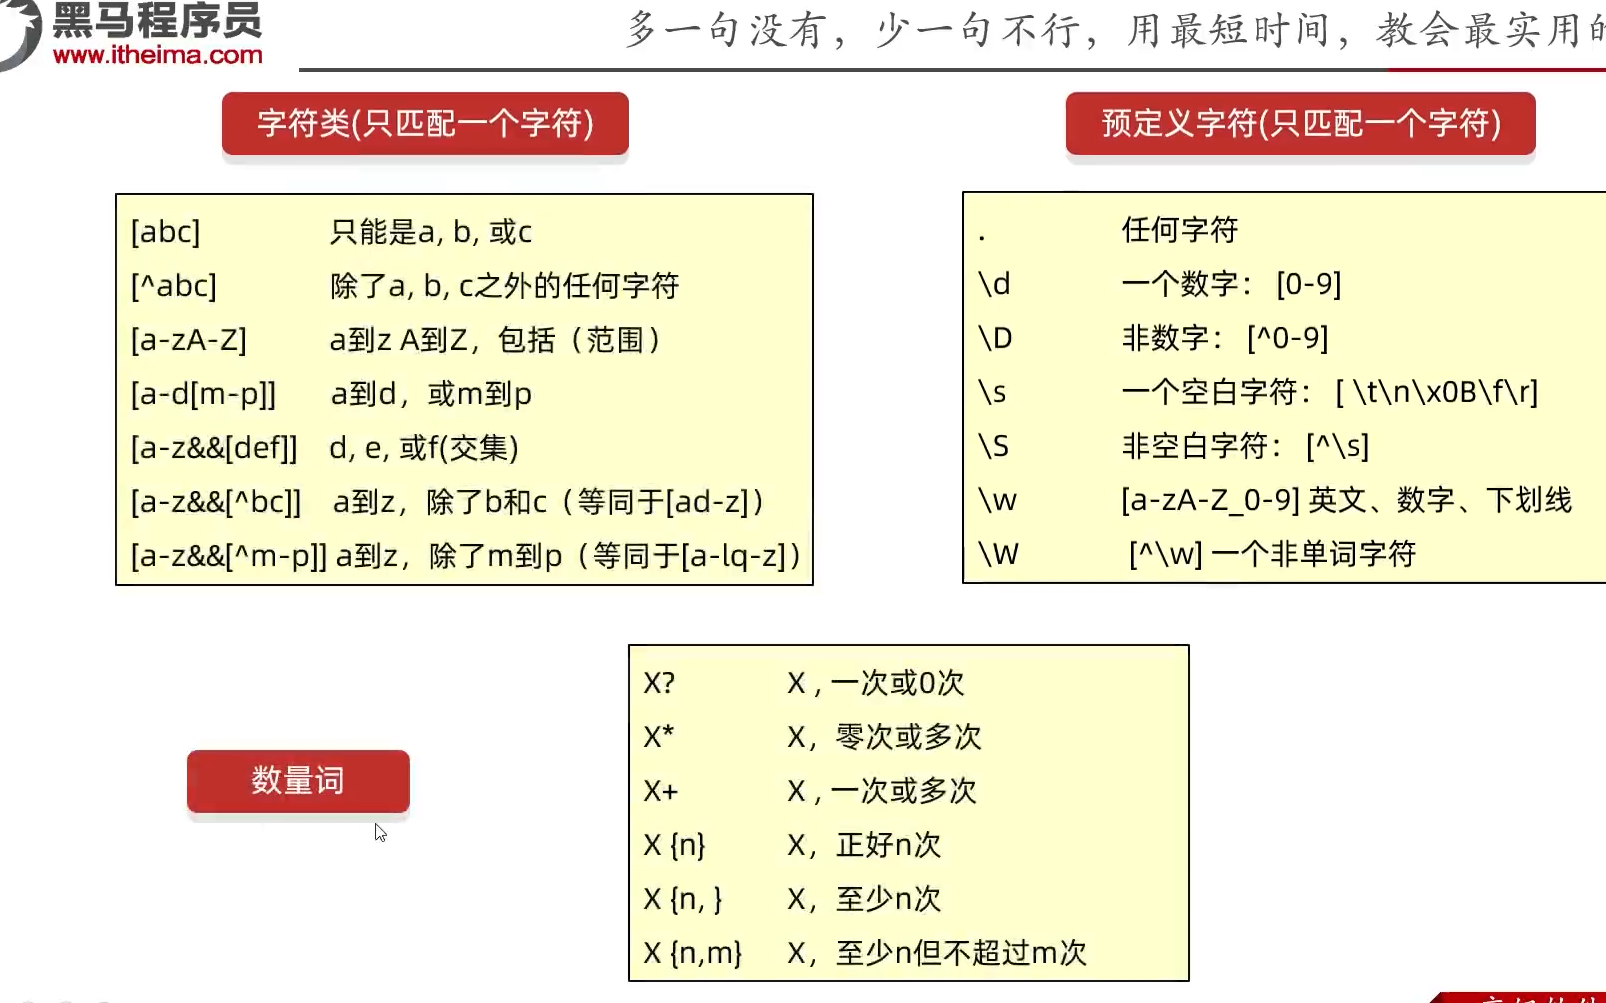 黑马程序员
www.itheima.com
多一句没有，少一句不行，用最短时间，教会最实用的
字符类(只匹配一个字符)
[abc] 只能是a, b, 或c
[^abc] 除了a, b, c之外的任何字符
[a-zA-Z] a到z A到Z，包括（范围）
[a-d[m-p]] a到d，或m到p
[a-z&&[def]] d, e, 或f(交集)
[a-z&&[^bc]] a到z，除了b和c（等同于[ad-z]）
[a-z&&[^m-p]] a到z，除了m到p（等同于[a-lq-z]）
预定义字符(只匹配一个字符)
. 任何字符
\d 一个数字： [0-9]
\D 非数字： [^0-9]
\s 一个空白字符： [ \t\n\x0B\f\r]
\S 非空白字符： [^\s]
\w [a-zA-Z_0-9] 英文、数字、下划线
\W [^\w] 一个非单词字符
数量词
X? X , 一次或0次
X* X，零次或多次
X+ X , 一次或多次
X {n} X，正好n次
X {n, } X，至少n次
X {n,m} X，至少n但不超过m次